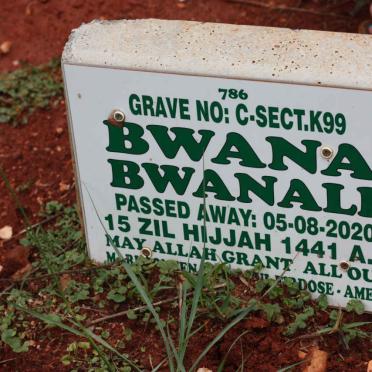 786
GRAVE NO: C-SECT.K99
BWANA
BWANALI
PASSED AWAY: 05-08-2020
15 ZIL HIJJAH 1441 A.
MAY ALLAH GRANT ALL OU